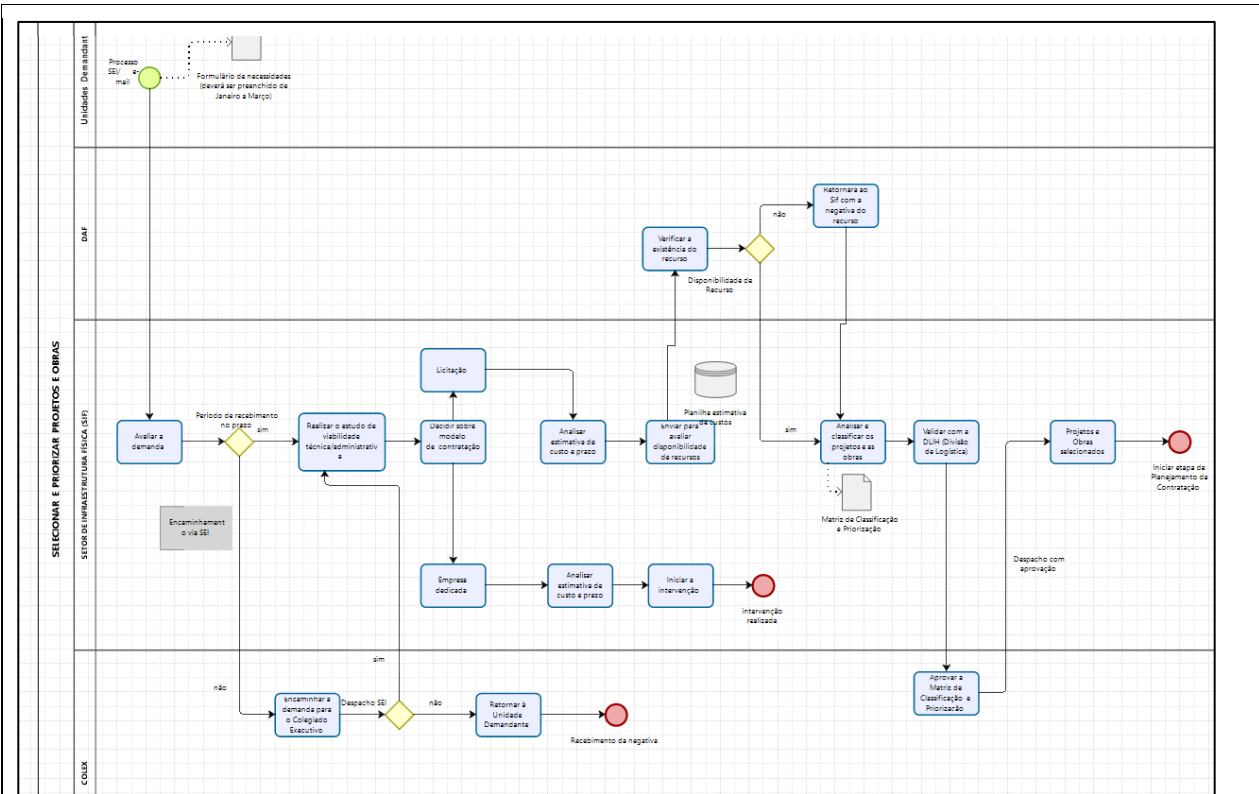 SELECIONAR E PRIORIZAR PROJETOS E OBRAS
Unidades Demandant
Processo
SEI/ e-
mail
Formulário de necessidades
(deverá ser preenchido de
Janeiro a Março)
DAF
Verificar a
existência do
recurso
Disponibilidade de
Recurso
não
Retornara ao
Sif com a
negativa do
recurso
sim
SETOR DE INFRAESTRUTURA FÍSICA (SIF)
Avaliar a
demanda
Periodo de recebimento
no prazo
sim
Realizar o estudo de
viabilidade
técnica/administrativ
a
Decidir sobre
modelo
de contratação
Licitação
Analisar
estimativa de
custo e prazo
Enviar para
avaliar
disponibilidade
de recursos
Planilha estimativa
de custos
Analisar e
classificar os
projetos e as
obras
Matriz de Classificação
e Priorização
Validar com a
DLIH (Divisão
de Logística)
Projetos e
Obras
selecionados
Iniciar etapa de
Planejamento da
Contratação
Despacho com
aprovação
Encaminhament
o via SEI
Empresa
dedicada
Analisar
estimativa de
custo e prazo
Iniciar a
intervenção
intervenção
realizada
COLEX
não
Encaminhar a
demanda para
o Colegiado
Executivo
Despacho SEI
sim
não
Retornar à
Unidade
Demandante
Recebimento da negativa
Aprovar a
Matriz de
Classificação e
Priorização